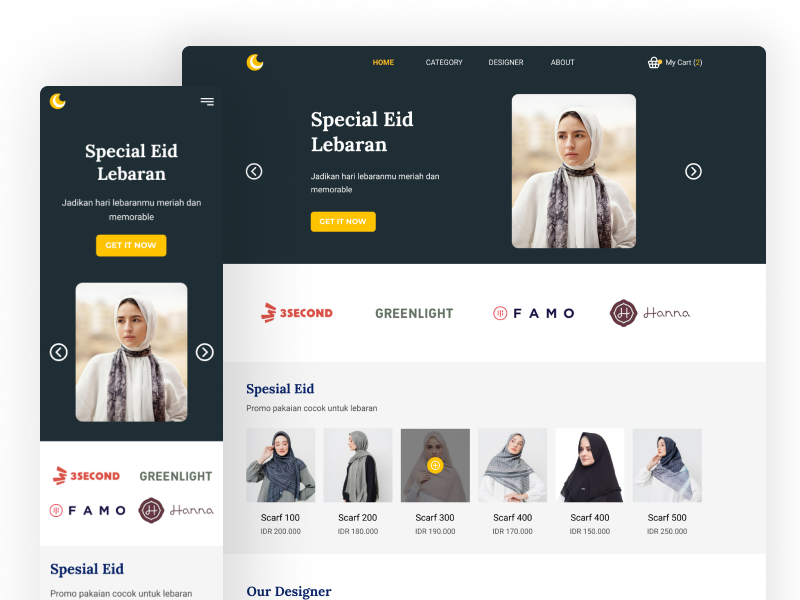 HOME
CATEGORY
DESIGNER
ABOUT
My Cart (2)
Special Eid
Lebaran
Jadikan hari lebaranmu meriah dan
memorable
GET IT NOW
3SECOND
GREENLIGHT
FAMO
Hanna
Spesial Eid
Promo pakaian cocok untuk lebaran
Scarf 100
IDR 200.000
Scarf 200
IDR 180.000
Scarf 300
IDR 190.000
Scarf 400
IDR 170.000
Scarf 400
IDR 150.000
Scarf 500
IDR 250.000
Our Designer
Special Eid
Lebaran
Jadikan hari lebaranmu meriah dan
memorable
GET IT NOW
3SECOND
GREENLIGHT
FAMO
Hanna
Spesial Eid
Promo pakaian cocok untuk lebaran